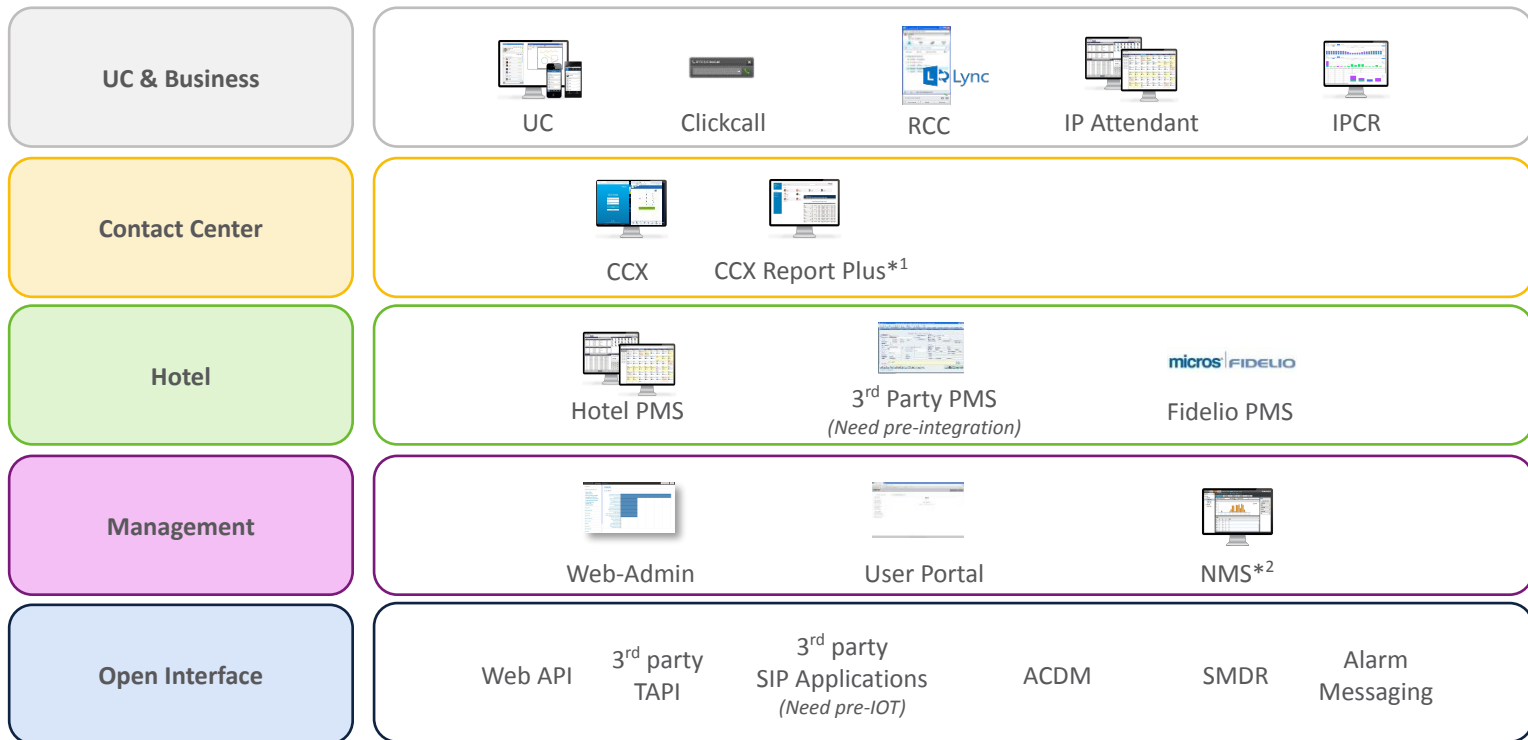 UC & Business
Lync
UC
Clickcall
RCC
IP Attendant
IPCR
Contact Center
CCX
CCX Report Plus*1
Hotel
micros FIDELIO
Hotel PMS
3rd Party PMS
(Need pre-integration)
Fidelio PMS
Management
Web-Admin
User Portal
NMS*2
Open Interface
Web API
3rd party
TAPI
3rd party
SIP Applications
(Need pre-IOT)
ACDM
SMDR
Alarm
Messaging